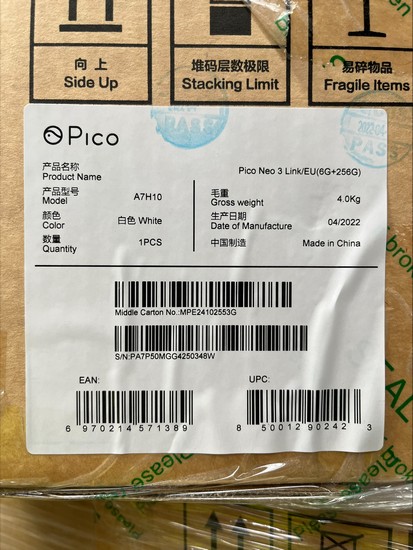 向上
Side Up
堆码层数极限
Stacking Limit
易碎物品
Fragile Items
PASS
PASS
Pico
产品名称
Product Name
Pico Neo 3 Link/EU(6G+256G)
产品型号
Model
A7H10
毛重
Gross weight
4.0Kg
颜色
Color
白色 White
生产日期
Date of Manufacture
04/2022
数量
Quantity
1PCS
中国制造
Made in China
Middle Carton No.:MPE24102553G
S/N:PA7P50MGG4250348W
EAN:
UPC:
6 970214 571389
8 50012 90242 3
Please